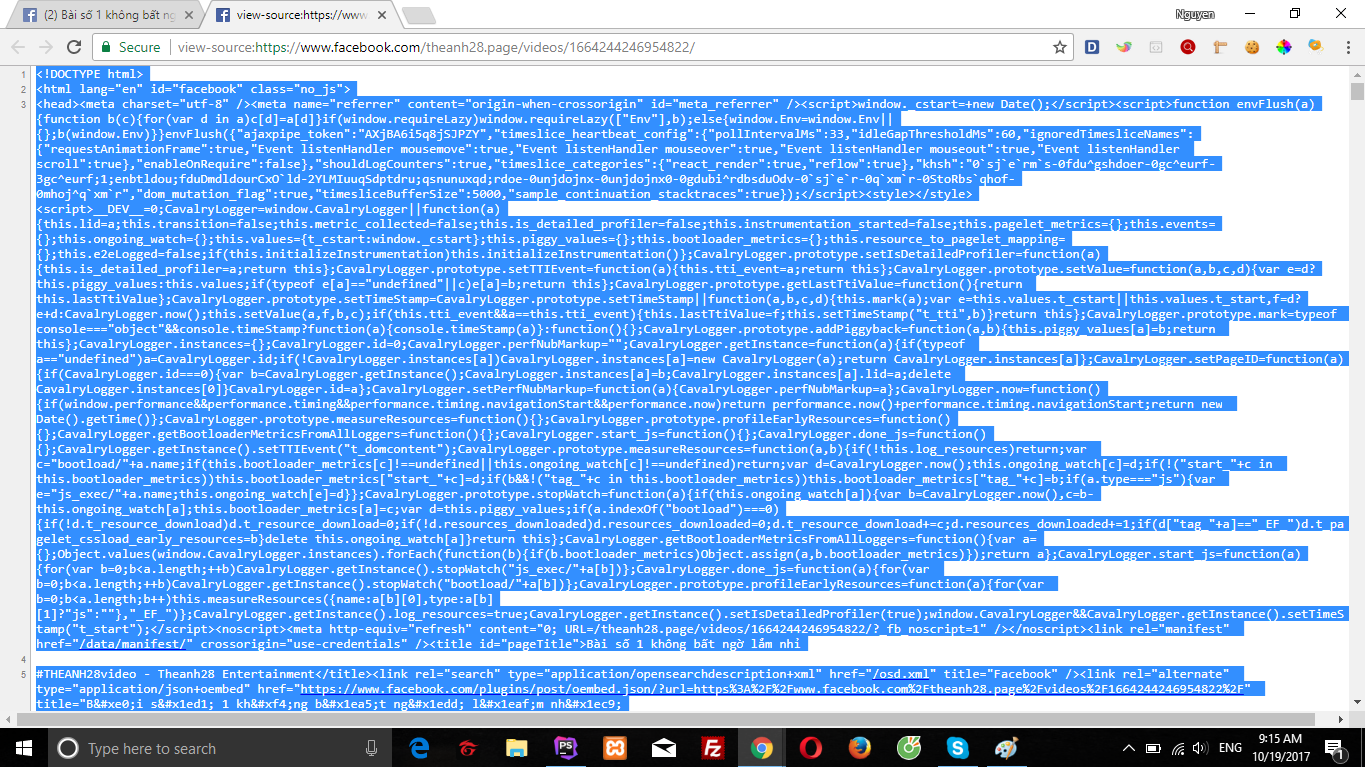 (2) Bài số 1 không bất ng
view-source:https://www
Nguyen
Secure
view-source:https://www.facebook.com/theanh28.page/videos/1664244246954822/
1 <!DOCTYPE html>
2 <html lang="en" id="facebook" class="no_js">
3 <head><meta charset="utf-8" /><meta name="referrer" content="origin-when-crossorigin" id="meta_referrer" /><script>window._cstart=+new Date();</script><script>function envFlush(a)
{function b(c){for(var d in a)c[d]=a[d]}if(window.requireLazy)window.requireLazy(["Env"],b);else{window.Env=window.Env||
{};b(window.Env)}}envFlush({"ajaxpipe_token":"AXjBA6i5q8jSJPZY","timeslice_heartbeat_config":{"pollIntervalMs":33,"idleGapThresholdMs":60,"ignoredTimesliceNames":
{"requestAnimationFrame":true,"Event listenHandler mousemove":true,"Event listenHandler mouseover":true,"Event listenHandler mouseout":true,"Event listenHandler
scroll":true},"enableOnRequire":false},"shouldLogCounters":true,"timeslice_categories":{"react_render":true,"reflow":true},"khsh":"0`sj`e`rm`s-0fdu^gshdoer-0gc^eurf-
3gc^eurf;1;enbtldou;fduDmdldourCxO`ld-2YLMIuuqSdptdru;qsnunuxqd;rdoe-0unjdojnx-0unjdojnx0-0gdubi^rdbsduOdv-0`sj`e`r-0q`xm`r-0StoRbs`qhof-
0mhoj^q`xm`r","dom_mutation_flag":true,"timesliceBufferSize":5000,"sample_continuation_stacktraces":true});</script><style></style>
<script>__DEV__=0;CavalryLogger=window.CavalryLogger||function(a)
{this.lid=a;this.transition=false;this.metric_collected=false;this.is_detailed_profiler=false;this.instrumentation_started=false;this.pagelet_metrics={};this.events=
{};this.ongoing_watch={};this.values={t_cstart:window._cstart};this.piggy_values={};this.bootloader_metrics={};this.resource_to_pagelet_mapping=
{};this.e2eLogged=false;if(this.initializeInstrumentation)this.initializeInstrumentation()};CavalryLogger.prototype.setIsDetailedProfiler=function(a)
{this.is_detailed_profiler=a;return this};CavalryLogger.prototype.setTTIEvent=function(a){this.tti_event=a;return this};CavalryLogger.prototype.setValue=function(a,b,c,d){var e=d?
this.piggy_values:this.values;if(typeof e[a]=="undefined"||c)e[a]=b;return this};CavalryLogger.prototype.getLastTtiValue=function(){return
this.lastTtiValue};CavalryLogger.prototype.setTimeStamp=CavalryLogger.prototype.setTimeStamp||function(a,b,c,d){this.mark(a);var e=this.values.t_cstart||this.values.t_start,f=d?
e+d:CavalryLogger.now();this.setValue(a,f,b,c);if(this.tti_event&&a==this.tti_event){this.lastTtiValue=f;this.setTimeStamp("t_tti",b)}return this};CavalryLogger.prototype.mark=typeof
console==="object"&&console.timeStamp?function(a){console.timeStamp(a)}:function(){};CavalryLogger.prototype.addPiggyback=function(a,b){this.piggy_values[a]=b;return
this};CavalryLogger.instances={};CavalryLogger.id=0;CavalryLogger.perfNubMarkup="";CavalryLogger.getInstance=function(a){if(typeof
a=="undefined")a=CavalryLogger.id;if(!CavalryLogger.instances[a])CavalryLogger.instances[a]=new CavalryLogger(a);return CavalryLogger.instances[a]};CavalryLogger.setPageID=function(a)
{if(CavalryLogger.id===0){var b=CavalryLogger.getInstance();CavalryLogger.instances[a]=b;CavalryLogger.instances[a].lid=a;delete
CavalryLogger.instances[0]}CavalryLogger.id=a};CavalryLogger.setPerfNubMarkup=function(a){CavalryLogger.perfNubMarkup=a};CavalryLogger.now=function()
{if(window.performance&&performance.timing&&performance.timing.navigationStart&&performance.now)return performance.now()+performance.timing.navigationStart;return new
Date().getTime()};CavalryLogger.prototype.measureResources=function(){};CavalryLogger.prototype.profileEarlyResources=function()
{};CavalryLogger.getBootloaderMetricsFromAllLoggers=function(){};CavalryLogger.start_js=function(){};CavalryLogger.done_js=function()
{};CavalryLogger.getInstance().setTTIEvent("t_domcontent");CavalryLogger.prototype.measureResources=function(a,b){if(!this.log_resources)return;var
c="bootload/"+a.name;if(this.bootloader_metrics[c]!==undefined||this.ongoing_watch[c]!==undefined)return;var d=CavalryLogger.now();this.ongoing_watch[c]=d;if(!("start_"+c in
this.bootloader_metrics))this.bootloader_metrics["start_"+c]=d;if(b&&!("tag_"+c in this.bootloader_metrics))this.bootloader_metrics["tag_"+c]=b;if(a.type==="js"){var
e="js_exec/"+a.name;this.ongoing_watch[e]=d}};CavalryLogger.prototype.stopWatch=function(a){if(this.ongoing_watch[a]){var b=CavalryLogger.now(),c=b-
this.ongoing_watch[a];this.bootloader_metrics[a]=c;var d=this.piggy_values;if(a.indexOf("bootload")===0)
{if(!d.t_resource_download)d.t_resource_download=0;if(!d.resources_downloaded)d.resources_downloaded=0;d.t_resource_download+=c;d.resources_downloaded+=1;if(d["tag_"+a]=="_EF_")d.t_pa
gelet_cssload_early_resources=b}delete this.ongoing_watch[a]}return this};CavalryLogger.getBootloaderMetricsFromAllLoggers=function(){var a=
{};Object.values(window.CavalryLogger.instances).forEach(function(b){if(b.bootloader_metrics)Object.assign(a,b.bootloader_metrics)});return a};CavalryLogger.start_js=function(a)
{for(var b=0;b<a.length;++b)CavalryLogger.getInstance().stopWatch("js_exec/"+a[b])};CavalryLogger.done_js=function(a){for(var
b=0;b<a.length;++b)CavalryLogger.getInstance().stopWatch("bootload/"+a[b])};CavalryLogger.prototype.profileEarlyResources=function(a){for(var
b=0;b<a.length;b++)this.measureResources({name:a[b][0],type:a[b]
[1]?"js":""},"_EF_")};CavalryLogger.getInstance().log_resources=true;CavalryLogger.getInstance().setIsDetailedProfiler(true);window.CavalryLogger&&CavalryLogger.getInstance().setTimeS
tamp("t_start");</script><noscript><meta http-equiv="refresh" content="0; URL=/theanh28.page/videos/1664244246954822/?_fb_noscript=1" /></noscript><link rel="manifest"
href="/data/manifest/" crossorigin="use-credentials" /><title id="pageTitle">Bài số 1 không bất ngờ lắm nhỉ
4
5 #THEANH28video - Theanh28 Entertainment</title><link rel="search" type="application/opensearchdescription+xml" href="/osd.xml" title="Facebook" /><link rel="alternate"
type="application/json+oembed" href="https://www.facebook.com/plugins/post/oembed.json/?url=https%3A%2F%2Fwww.facebook.com%2Ftheanh28.page%2Fvideos%2F1664244246954822%2F"
title="B&#xe0;i s&#x1ed1; 1 kh&#xf4;ng b&#x1ea5;t ng&#x1edd; l&#x1eaf;m nh&#x1ec9;
Type here to search
ENG
9:15 AM
10/19/2017
1